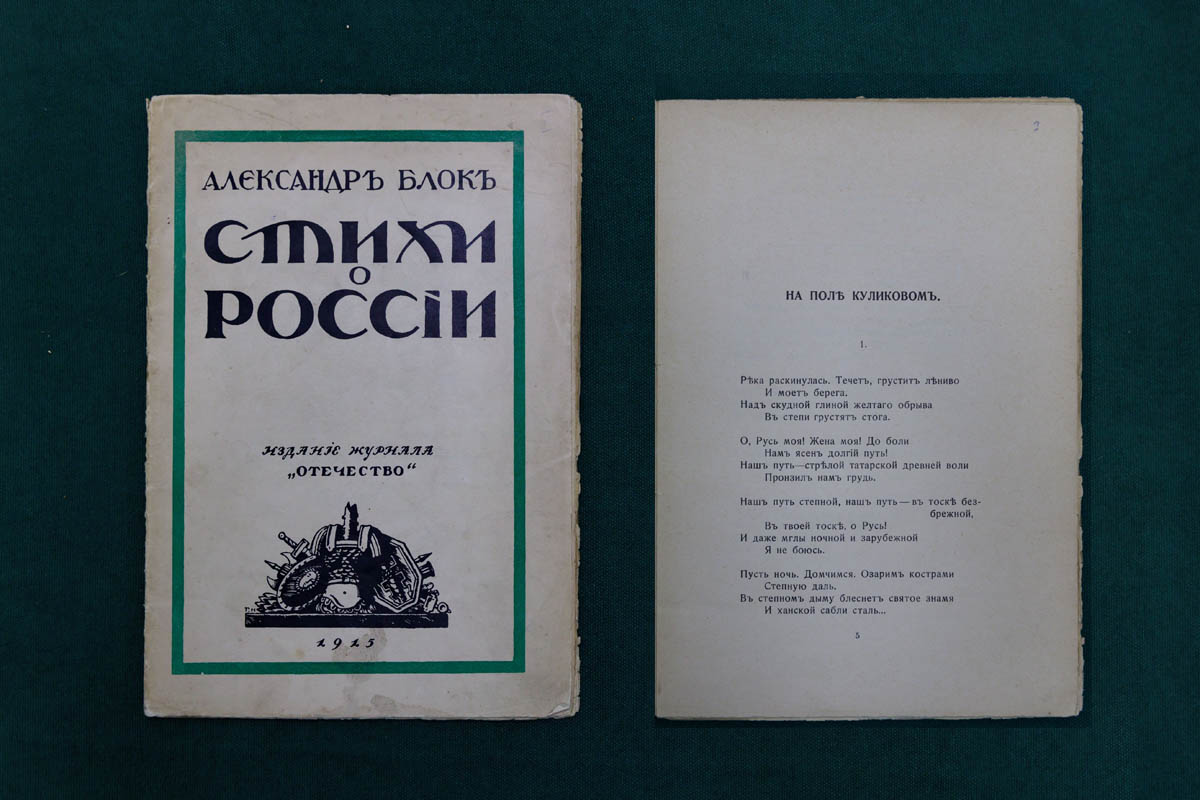 АЛЕКСАНДРЪ БЛОКЪ
СТИХИ
О
РОССІИ
ИЗДАНІЕ ЖУРНАЛА
„ОТЕЧЕСТВО“
1915
3
НА ПОЛѢ КУЛИКОВОМЪ.
1.
Рѣка раскинулась. Течетъ, груститъ лѣниво
И моетъ берега.
Надъ скудной глиной желтаго обрыва
Въ степи грустятъ стога.
О, Русь моя! Жена моя! До боли
Намъ ясенъ долгій путь!
Нашъ путь—стрѣлой татарской древней воли
Пронзилъ намъ грудь.
Нашъ путь степной, нашъ путь — въ тоскѣ без-
брежной,
Въ твоей тоскѣ, о Русь!
И даже мглы ночной и зарубежной
Я не боюсь.
Пусть ночь. Домчимся. Озаримъ кострами
Степную даль.
Въ степномъ дыму блеснетъ святое знамя
И ханской сабли сталь...
5